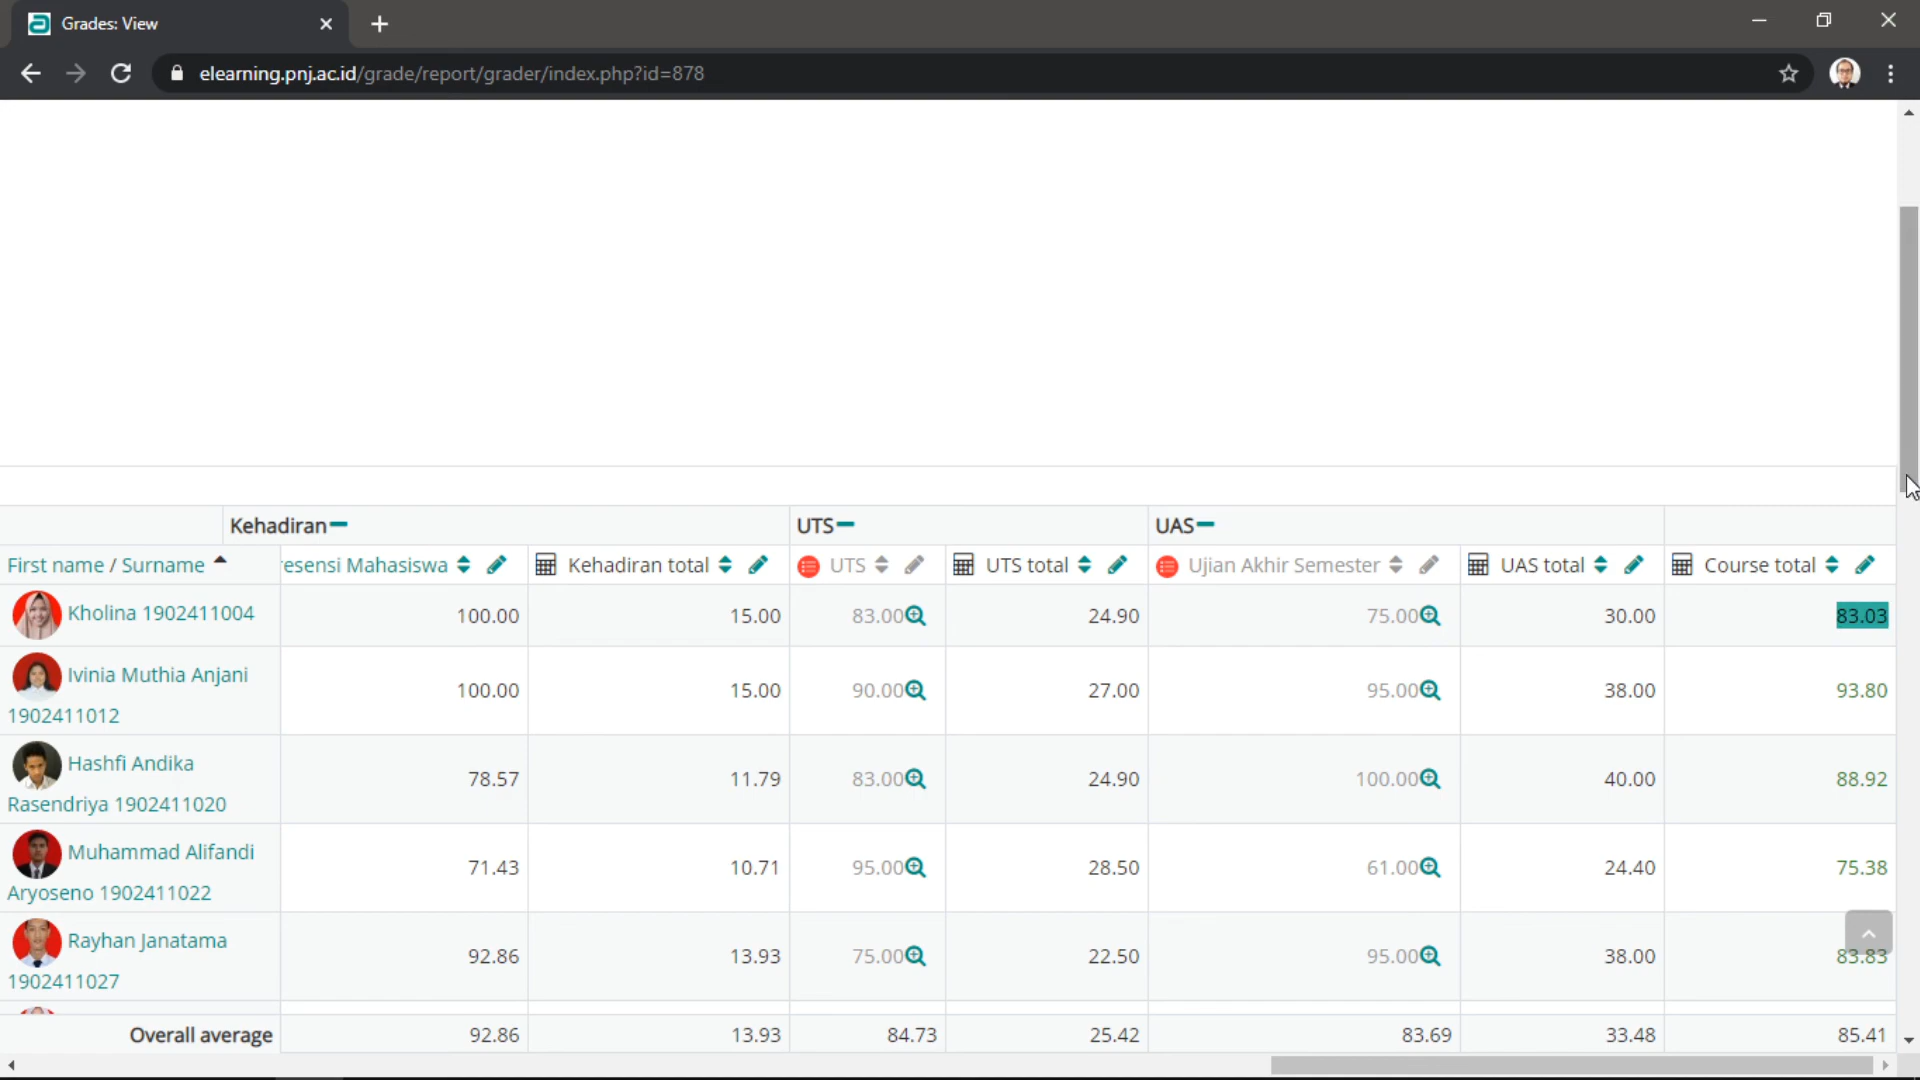 Grades: View
elearning.pnj.ac.id/grade/report/grader/index.php?id=878
Kehadiran UTS UAS
First name / Surname resensi Mahasiswa Kehadiran total UTS UTS total Ujian Akhir Semester UAS total Course total
Kholina 1902411004 100.00 15.00 83.00 24.90 75.00 30.00 83.03
Ivinia Muthia Anjani
1902411012 100.00 15.00 90.00 27.00 95.00 38.00 93.80
Hashfi Andika
Rasendriya 1902411020 78.57 11.79 83.00 24.90 100.00 40.00 88.92
Muhammad Alifandi
Aryoseno 1902411022 71.43 10.71 95.00 28.50 61.00 24.40 75.38
Rayhan Janatama
1902411027 92.86 13.93 75.00 22.50 95.00 38.00 83.83
Overall average 92.86 13.93 84.73 25.42 83.69 33.48 85.41